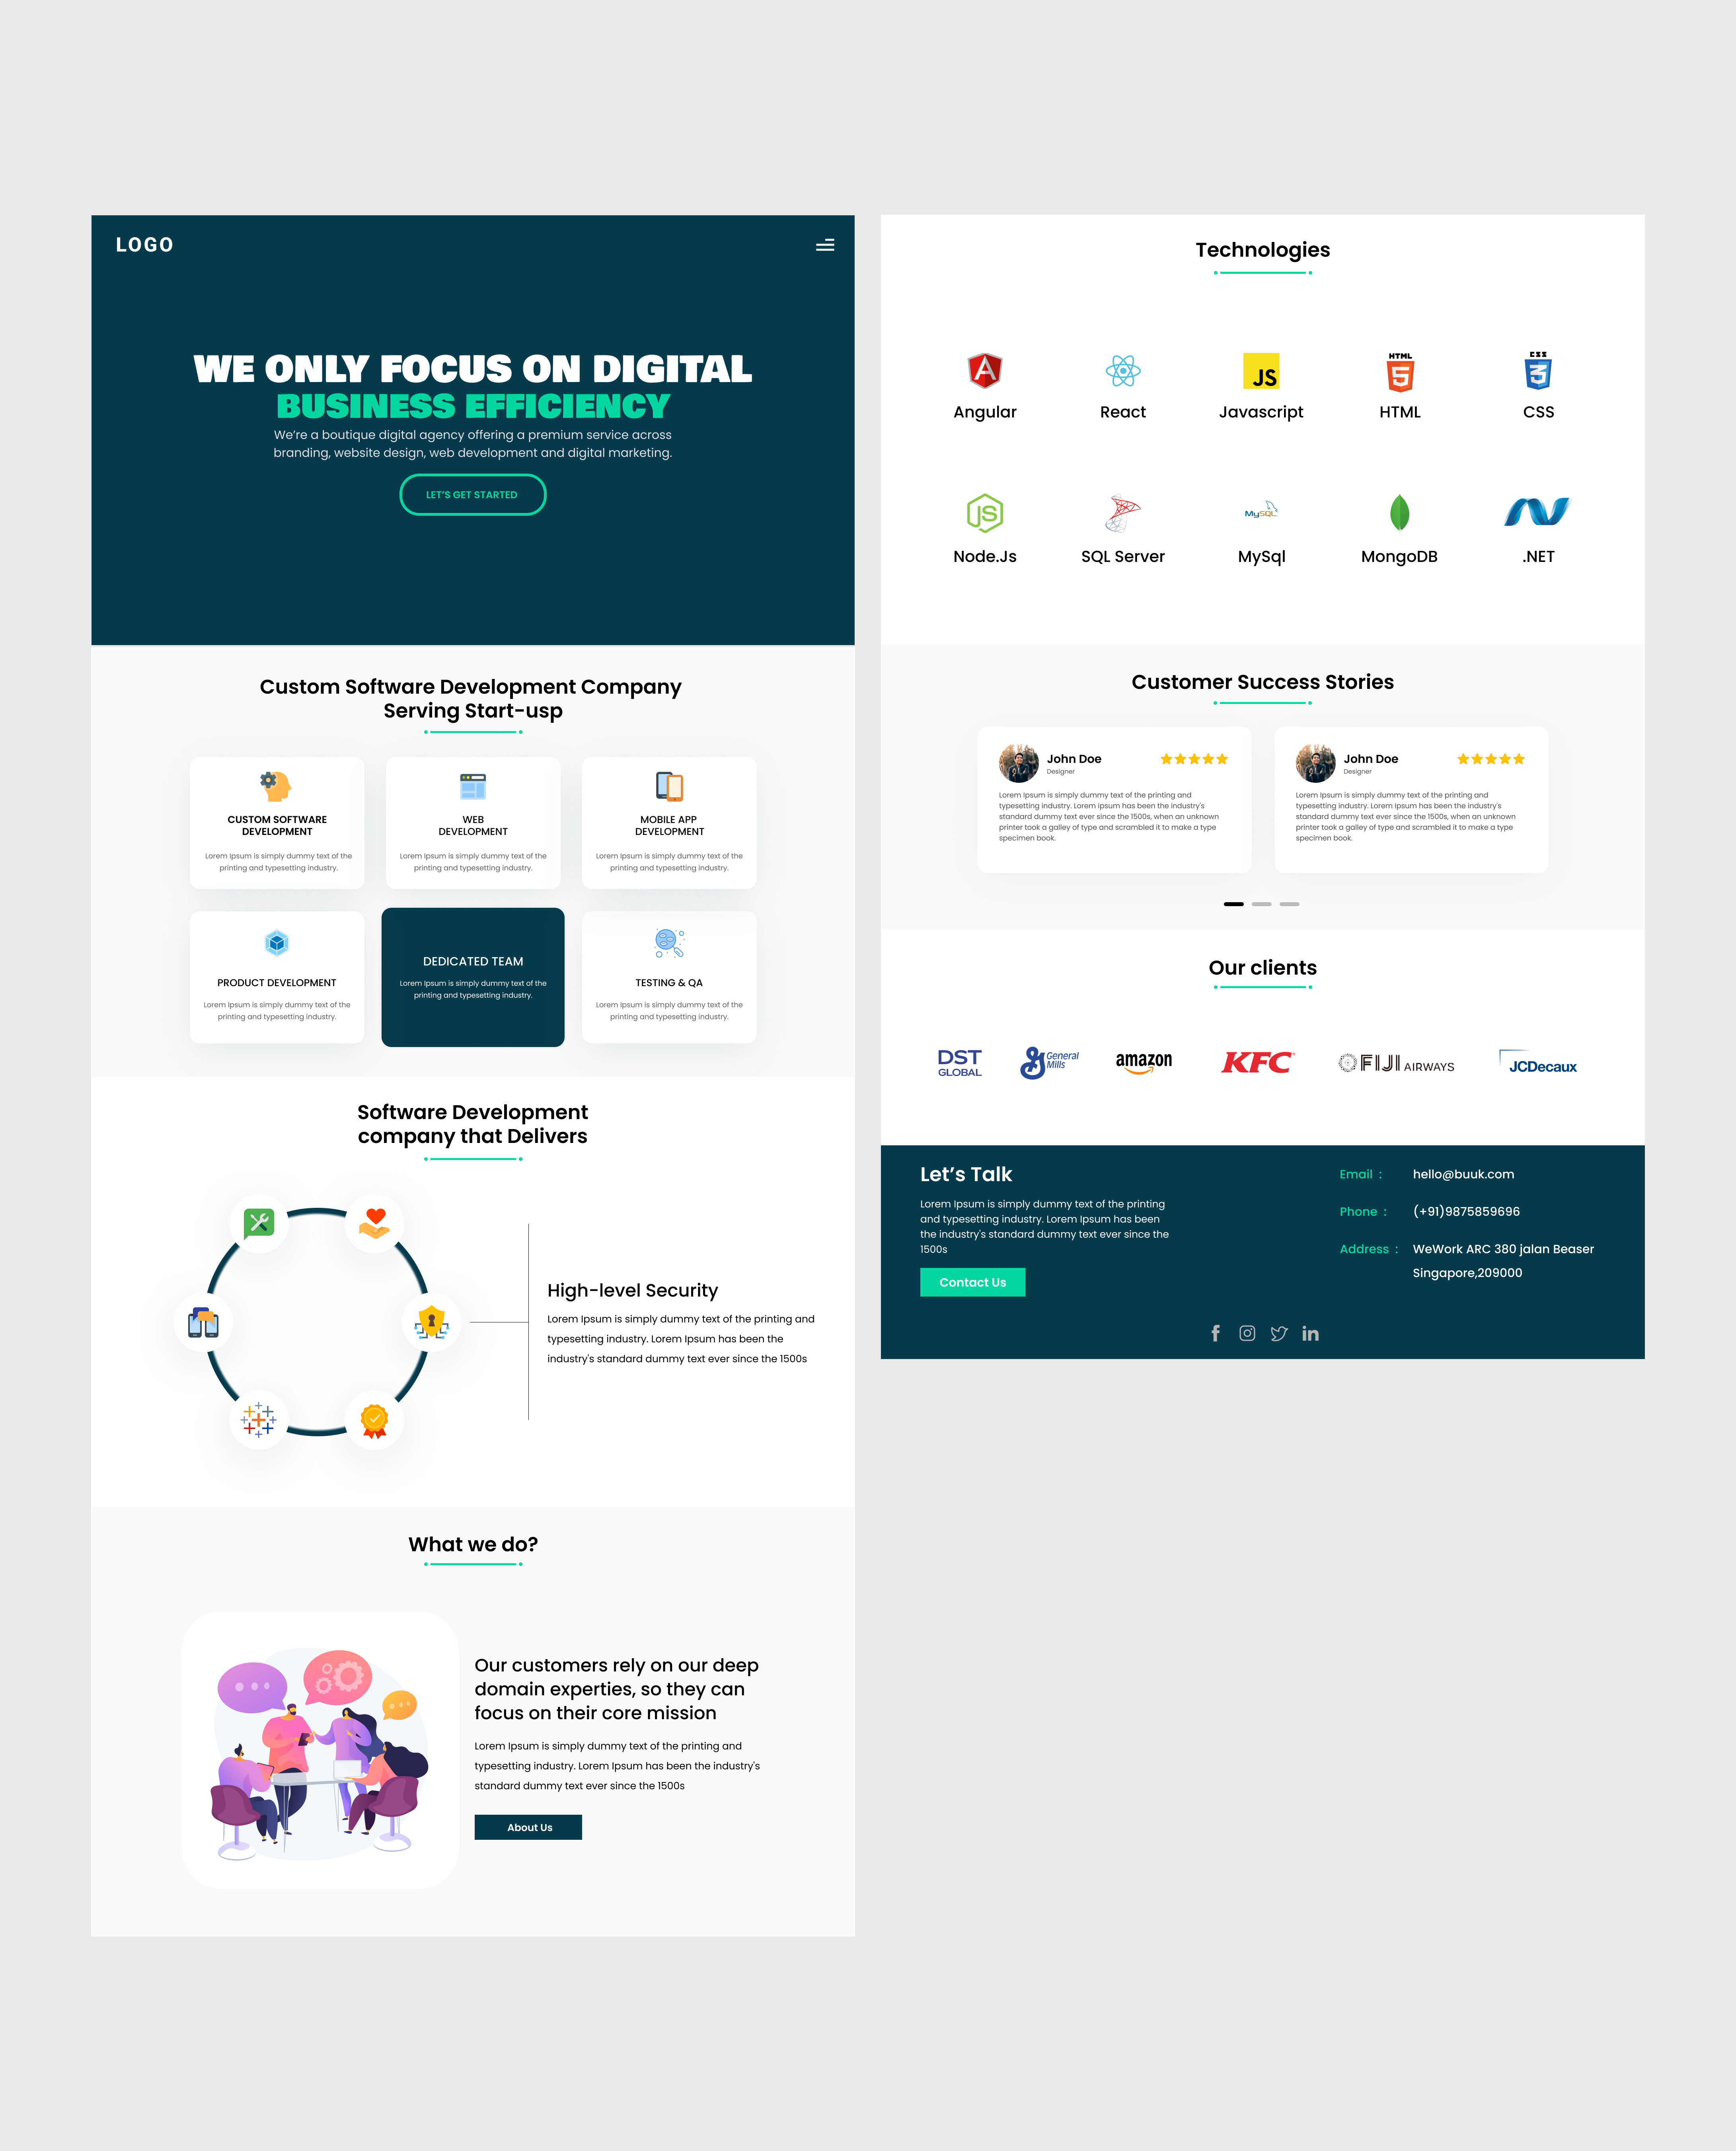 LOGO
WE ONLY FOCUS ON DIGITAL
BUSINESS EFFICIENCY
We're a boutique digital agency offering a premium service across
branding, website design, web development and digital marketing.
LET'S GET STARTED
Custom Software Development Company
Serving Start-usp
CUSTOM SOFTWARE
DEVELOPMENT
Lorem Ipsum is simply dummy text of the
printing and typesetting industry.
WEB
DEVELOPMENT
Lorem Ipsum is simply dummy text of the
printing and typesetting industry.
MOBILE APP
DEVELOPMENT
Lorem Ipsum is simply dummy text of the
printing and typesetting industry.
PRODUCT DEVELOPMENT
Lorem Ipsum is simply dummy text of the
printing and typesetting industry.
DEDICATED TEAM
Lorem Ipsum is simply dummy text of the
printing and typesetting industry.
TESTING & QA
Lorem Ipsum is simply dummy text of the
printing and typesetting industry.
Software Development
company that Delivers
High-level Security
Lorem Ipsum is simply dummy text of the printing and
typesetting industry. Lorem Ipsum has been the
industry's standard dummy text ever since the 1500s
What we do?
Our customers rely on our deep
domain experties, so they can
focus on their core mission
Lorem Ipsum is simply dummy text of the printing and
typesetting industry. Lorem Ipsum has been the industry's
standard dummy text ever since the 1500s
About Us
Technologies
Angular
React
JS
Javascript
HTML
5
HTML
CSS
3
CSS
JS
Node.Js
SQL Server
MySQL
MySql
MongoDB
.NET
Customer Success Stories
John Doe
Designer
Lorem Ipsum is simply dummy text of the printing and
typesetting industry. Lorem Ipsum has been the industry's
standard dummy text ever since the 1500s, when an unknown
printer took a galley of type and scrambled it to make a type
specimen book.
John Doe
Designer
Lorem Ipsum is simply dummy text of the printing and
typesetting industry. Lorem Ipsum has been the industry's
standard dummy text ever since the 1500s, when an unknown
printer took a galley of type and scrambled it to make a type
specimen book.
Our clients
DST
GLOBAL
General
Mills
amazon
KFC
FIJI AIRWAYS
JCDecaux
Let's Talk
Lorem Ipsum is simply dummy text of the printing
and typesetting industry. Lorem Ipsum has been
the industry's standard dummy text ever since the
1500s
Contact Us
Email : hello@buuk.com
Phone : (+91)9875859696
Address : WeWork ARC 380 jalan Beaser
Singapore,209000